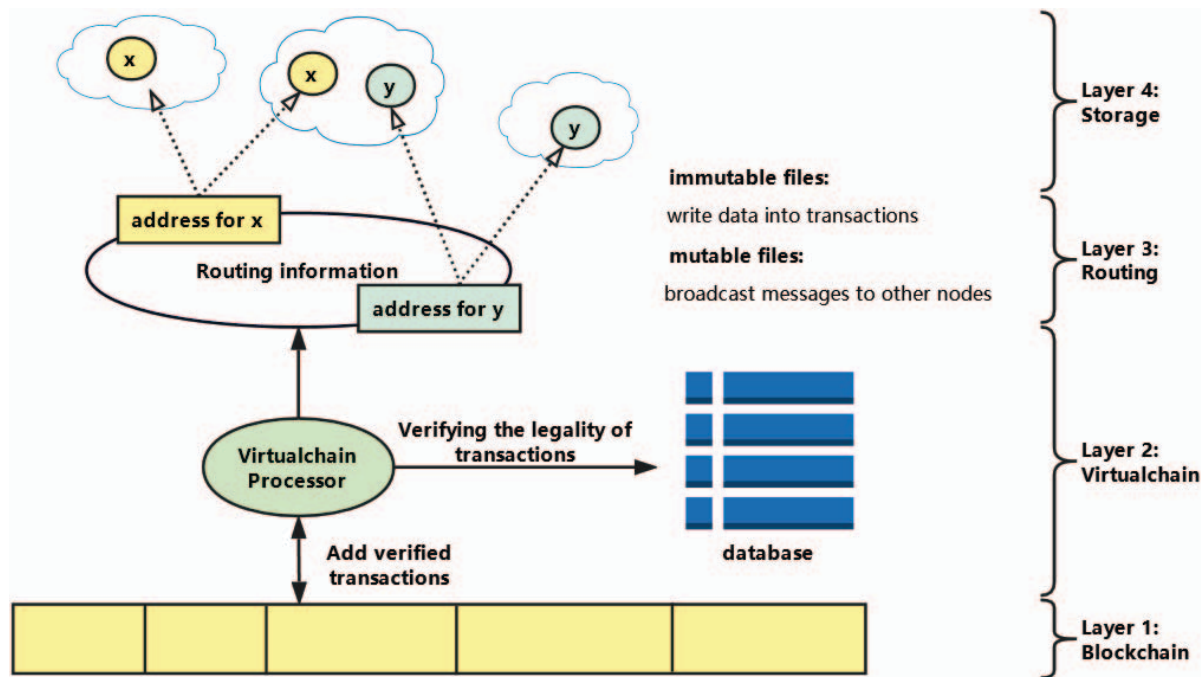 x
x
y
y
Layer 4:
Storage
immutable files:
write data into transactions
mutable files:
broadcast messages to other nodes
address for x
Routing information
address for y
Layer 3:
Routing
Virtualchain
Processor
Verifying the legality of
transactions
database
Layer 2:
Virtualchain
Add verified
transactions
Layer 1:
Blockchain